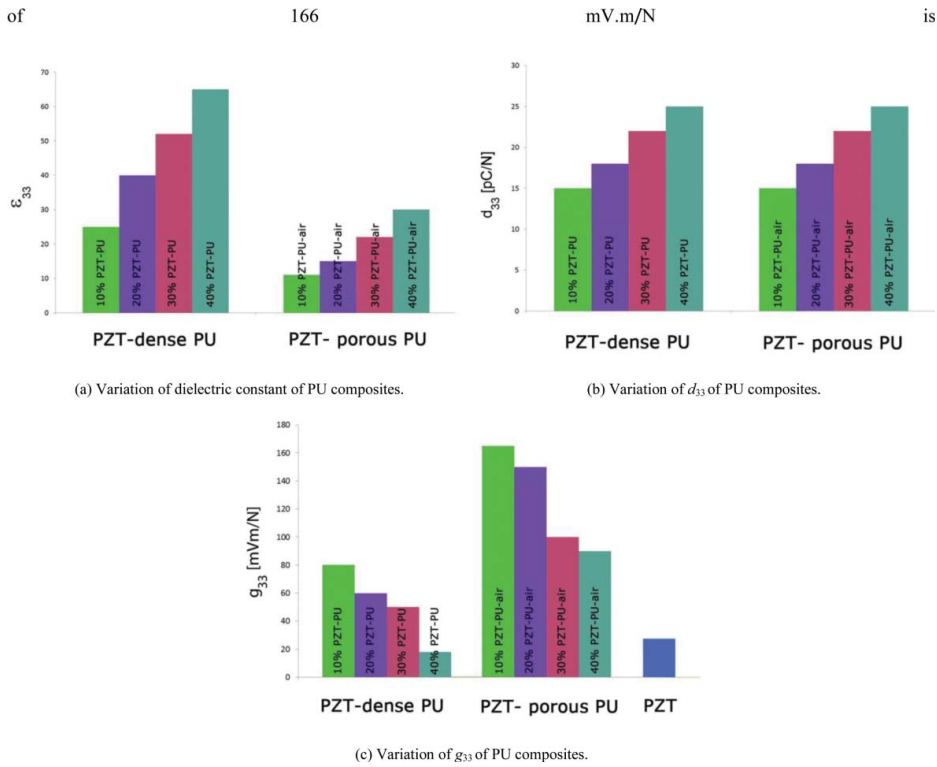 of 166 mV.m/N is
70
60
50
40
30
20
10
0
ε33
10% PZT-PU
20% PZT-PU
30% PZT-PU
40% PZT-PU
10% PZT-PU-air
20% PZT-PU-air
30% PZT-PU-air
40% PZT-PU-air
PZT-dense PU
PZT- porous PU
(a) Variation of dielectric constant of PU composites.
30
25
20
15
10
5
0
d33 [pC/N]
10% PZT-PU
20% PZT-PU
30% PZT-PU
40% PZT-PU
10% PZT-PU-air
20% PZT-PU-air
30% PZT-PU-air
40% PZT-PU-air
PZT-dense PU
PZT- porous PU
(b) Variation of d33 of PU composites.
180
160
140
120
100
80
60
40
20
0
g33 [mVm/N]
10% PZT-PU
20% PZT-PU
30% PZT-PU
40% PZT-PU
10% PZT-PU-air
20% PZT-PU-air
30% PZT-PU-air
40% PZT-PU-air
PZT-dense PU
PZT- porous PU
PZT
(c) Variation of g33 of PU composites.